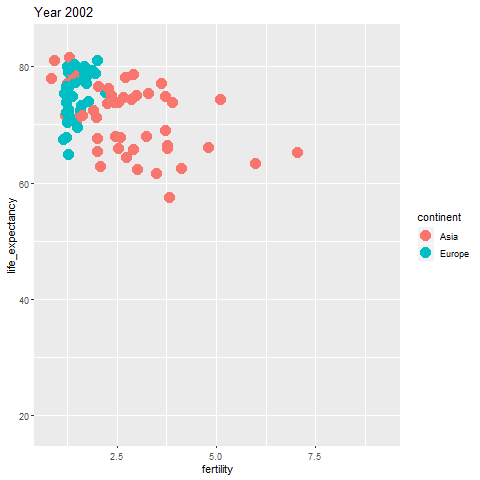 Year 2002
80
60
40
20
life_expectancy
2.5 5.0 7.5
fertility
continent
Asia
Europe